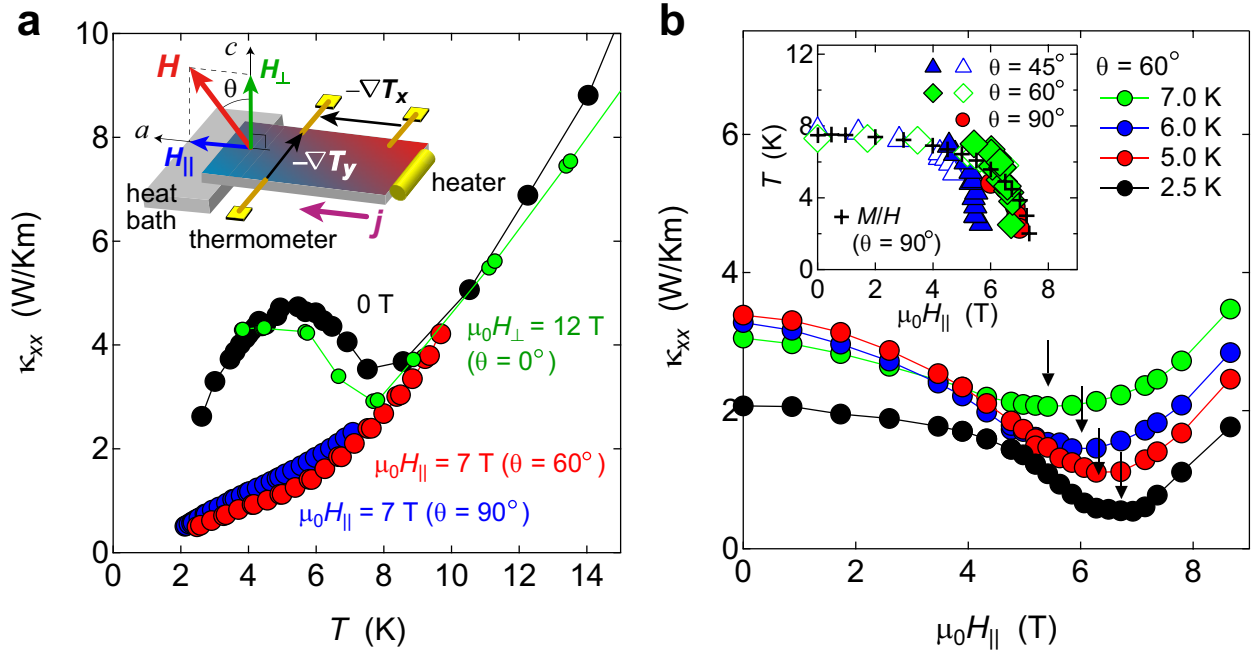 a
10
8
6
4
2
0
κxx (W/Km)
0 2 4 6 8 10 12 14
T (K)
H
c
H⊥
θ
a
H||
−∇Tx
−∇Ty
heater
heat
bath
thermometer
j
0 T
μ0H⊥ = 12 T
(θ = 0°)
μ0H|| = 7 T (θ = 60°)
μ0H|| = 7 T (θ = 90°)
b
6
4
2
0
κxx (W/Km)
0 2 4 6 8
μ0H|| (T)
12
8
4
0
T (K)
0 2 4 6 8
μ0H|| (T)
θ = 45°
θ = 60°
θ = 90°
+ M/H
(θ = 90°)
θ = 60°
7.0 K
6.0 K
5.0 K
2.5 K